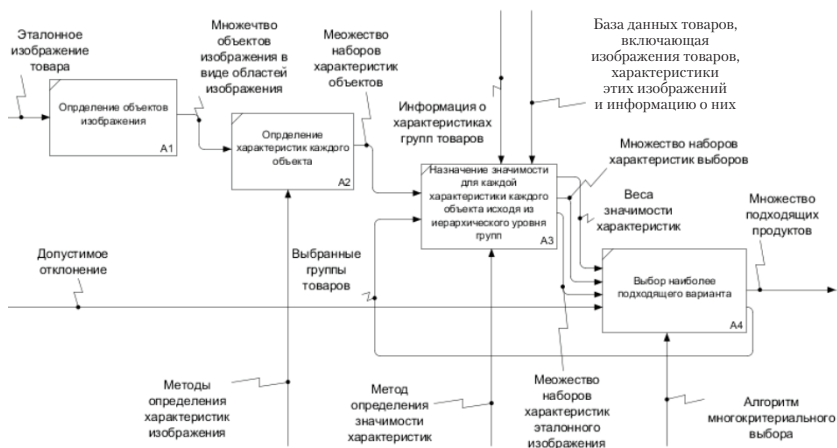 Эталонное
изображение
товара
Множечтво
объектов
изображения в
виде областей
изображения
Меожество
наборов
характеристик
объектов
База данных товаров,
включающая
изображения товаров,
характеристики
этих изображений
и информацию о них
Информация о
характеристиках
групп товаров
Опрделение объектов
изображения
A1
Опрделение
характеристик каждого
объекта
A2
Назначение значимости
для каждой
характеристики каждого
объекта исходя из
иерархического уровня
групп
A3
Множество наборов
характеристик выборов
Веса
значимости
характеристик
Множество
подходящих
продуктов
Допустимое
отклонение
Выбранные
группы
товаров
Выбор наиболее
подходящего варианта
A4
Методы
определения
характеристик
изображения
Метод
определения
значимости
характеристик
Меожество
наборов
характеристик
эталонного
изображения
Алгоритм
многокритериального
выбора